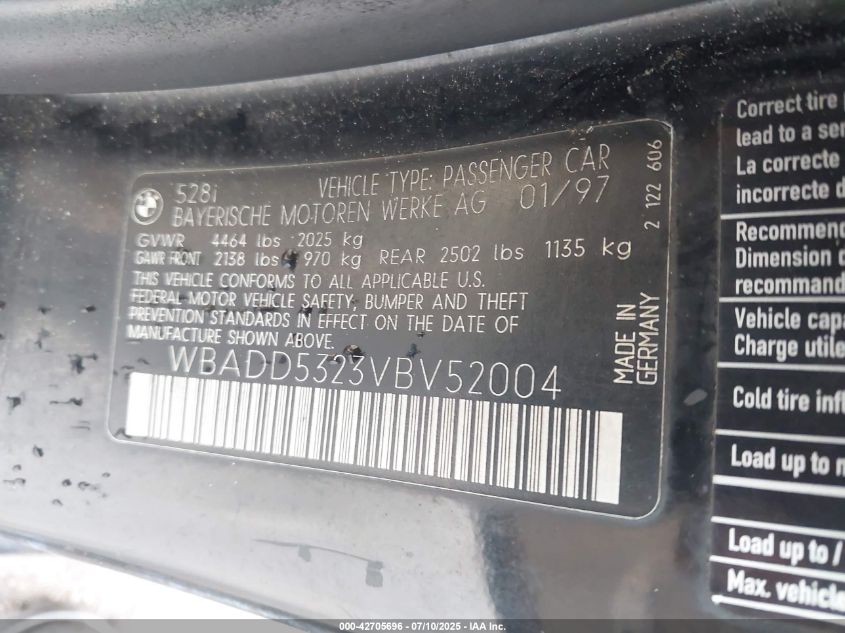 528i VEHICLE TYPE: PASSENGER CAR
BAYERISCHE MOTOREN WERKE AG 01/97
GVWR 4464 lbs 2025 kg
GAWR FRONT 2138 lbs 970 kg REAR 2502 lbs 1135 kg
THIS VEHICLE CONFORMS TO ALL APPLICABLE U.S.
FEDERAL MOTOR VEHICLE SAFETY, BUMPER AND THEFT
PREVENTION STANDARDS IN EFFECT ON THE DATE OF
MANUFACTURE SHOWN ABOVE.
WBADD5323VBV52004
MADE IN
GERMANY
2 122 606
Correct tire
lead to a se
La correcte
incorrecte d
Recommend
Dimension d
recommand
Vehicle capa
Charge utile
Cold tire infl
Load up to m
Load up to /
Max. vehicle
000-42705696 - 07/10/2025 - IAA Inc.